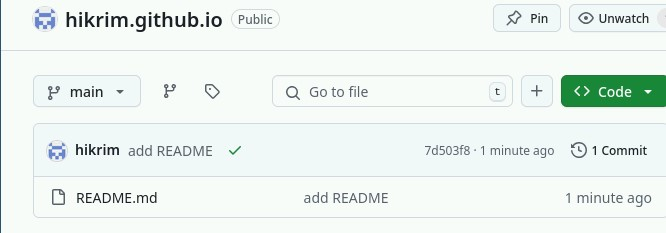 hikrim.github.io Public Pin Unwatch
main Go to file t Code
hikrim add README 7d503f8 · 1 minute ago 1 Commit
README.md add README 1 minute ago